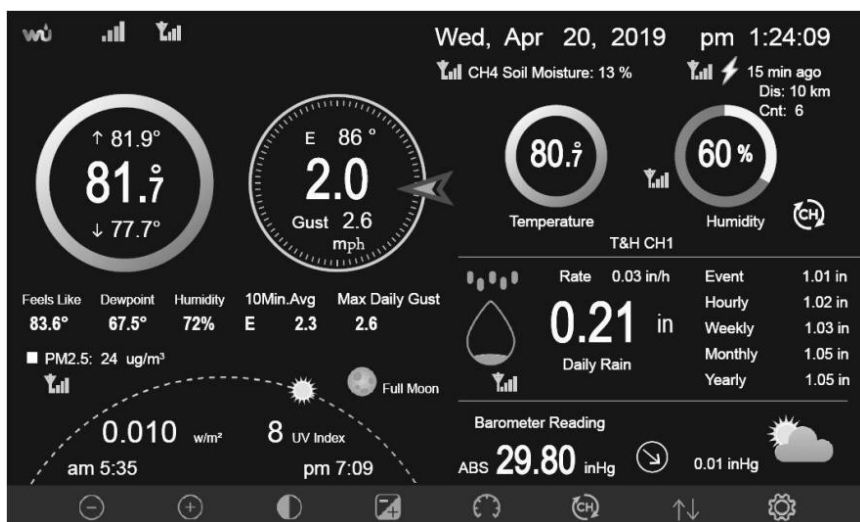 wu
Wed, Apr 20, 2019 pm 1:24:09
CH4 Soil Moisture: 13 %
15 min ago
Dis: 10 km
Cnt: 6
↑ 81.9°
81.7°
↓ 77.7°
E 86 °
2.0
Gust 2.6
mph
80.7°
Temperature
60 %
Humidity
CH
T&H CH1
Feels Like Dewpoint Humidity
83.6° 67.5° 72%
10Min.Avg Max Daily Gust
E 2.3 2.6
PM2.5: 24 ug/m³
Full Moon
0.010 w/m² 8 UV Index
am 5:35 pm 7:09
Rate 0.03 in/h
0.21 in
Daily Rain
Event 1.01 in
Hourly 1.02 in
Weekly 1.03 in
Monthly 1.05 in
Yearly 1.05 in
Barometer Reading
ABS 29.80 inHg 0.01 inHg
CH